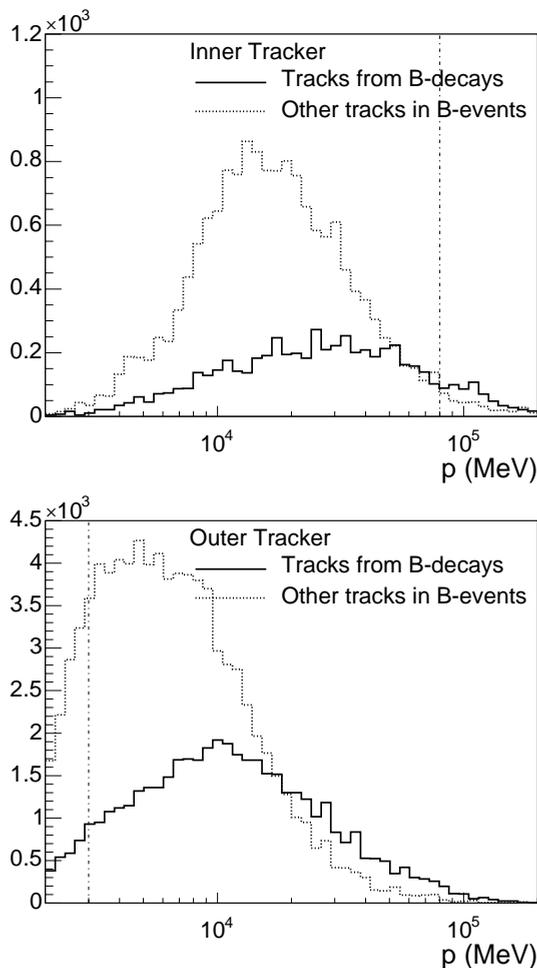 ×10³
1.2
1
0.8
0.6
0.4
0.2
0
Inner Tracker
Tracks from B-decays
Other tracks in B-events
10⁴
10⁵
p (MeV)
×10³
4.5
4
3.5
3
2.5
2
1.5
1
0.5
0
Outer Tracker
Tracks from B-decays
Other tracks in B-events
10⁴
10⁵
p (MeV)